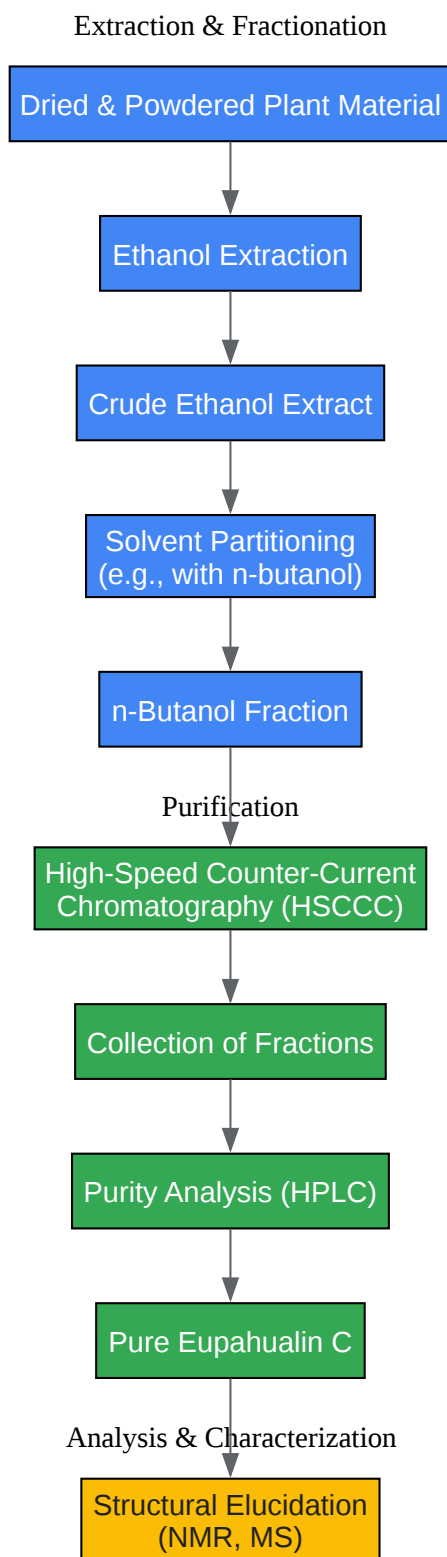 Extraction & Fractionation
Dried & Powdered Plant Material
Ethanol Extraction
Crude Ethanol Extract
Solvent Partitioning
(e.g., with n-butanol)
n-Butanol Fraction
Purification
High-Speed Counter-Current
Chromatography (HSCCC)
Collection of Fractions
Purity Analysis (HPLC)
Pure Eupahualin C
Analysis & Characterization
Structural Elucidation
(NMR, MS)